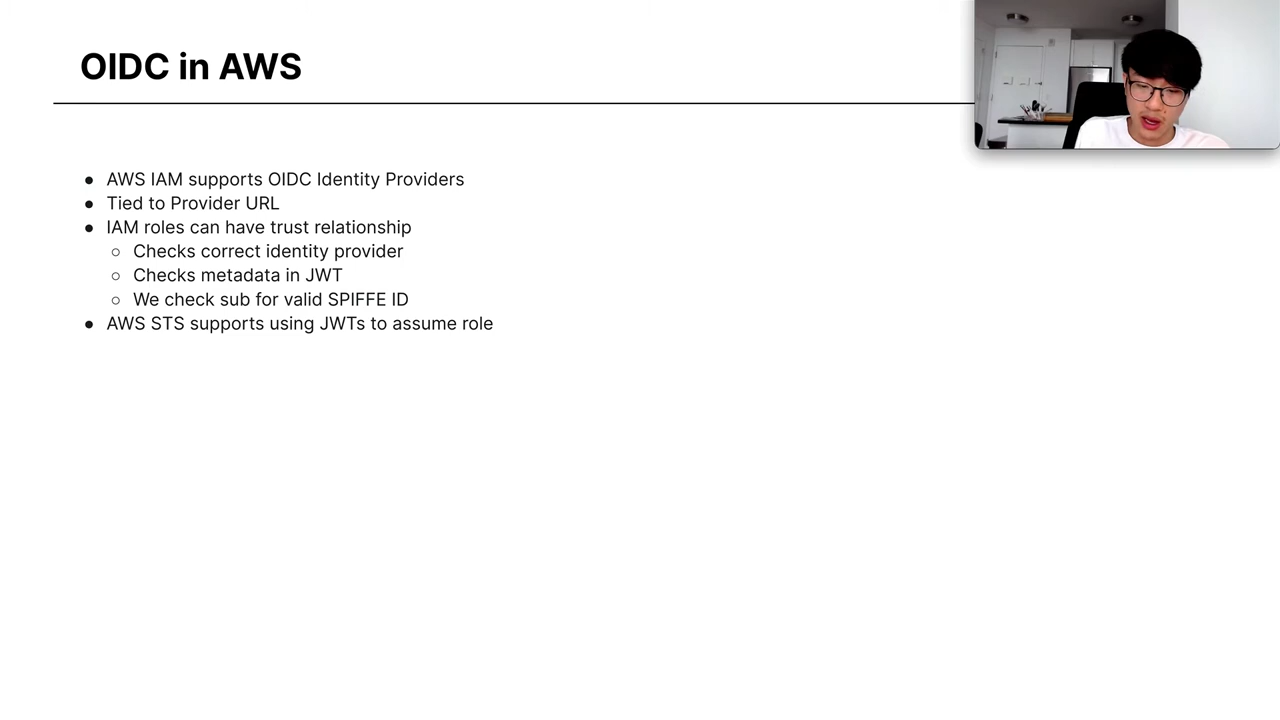 OIDC in AWS
● AWS IAM supports OIDC Identity Providers
● Tied to Provider URL
● IAM roles can have trust relationship
○ Checks correct identity provider
○ Checks metadata in JWT
○ We check sub for valid SPIFFE ID
● AWS STS supports using JWTs to assume role